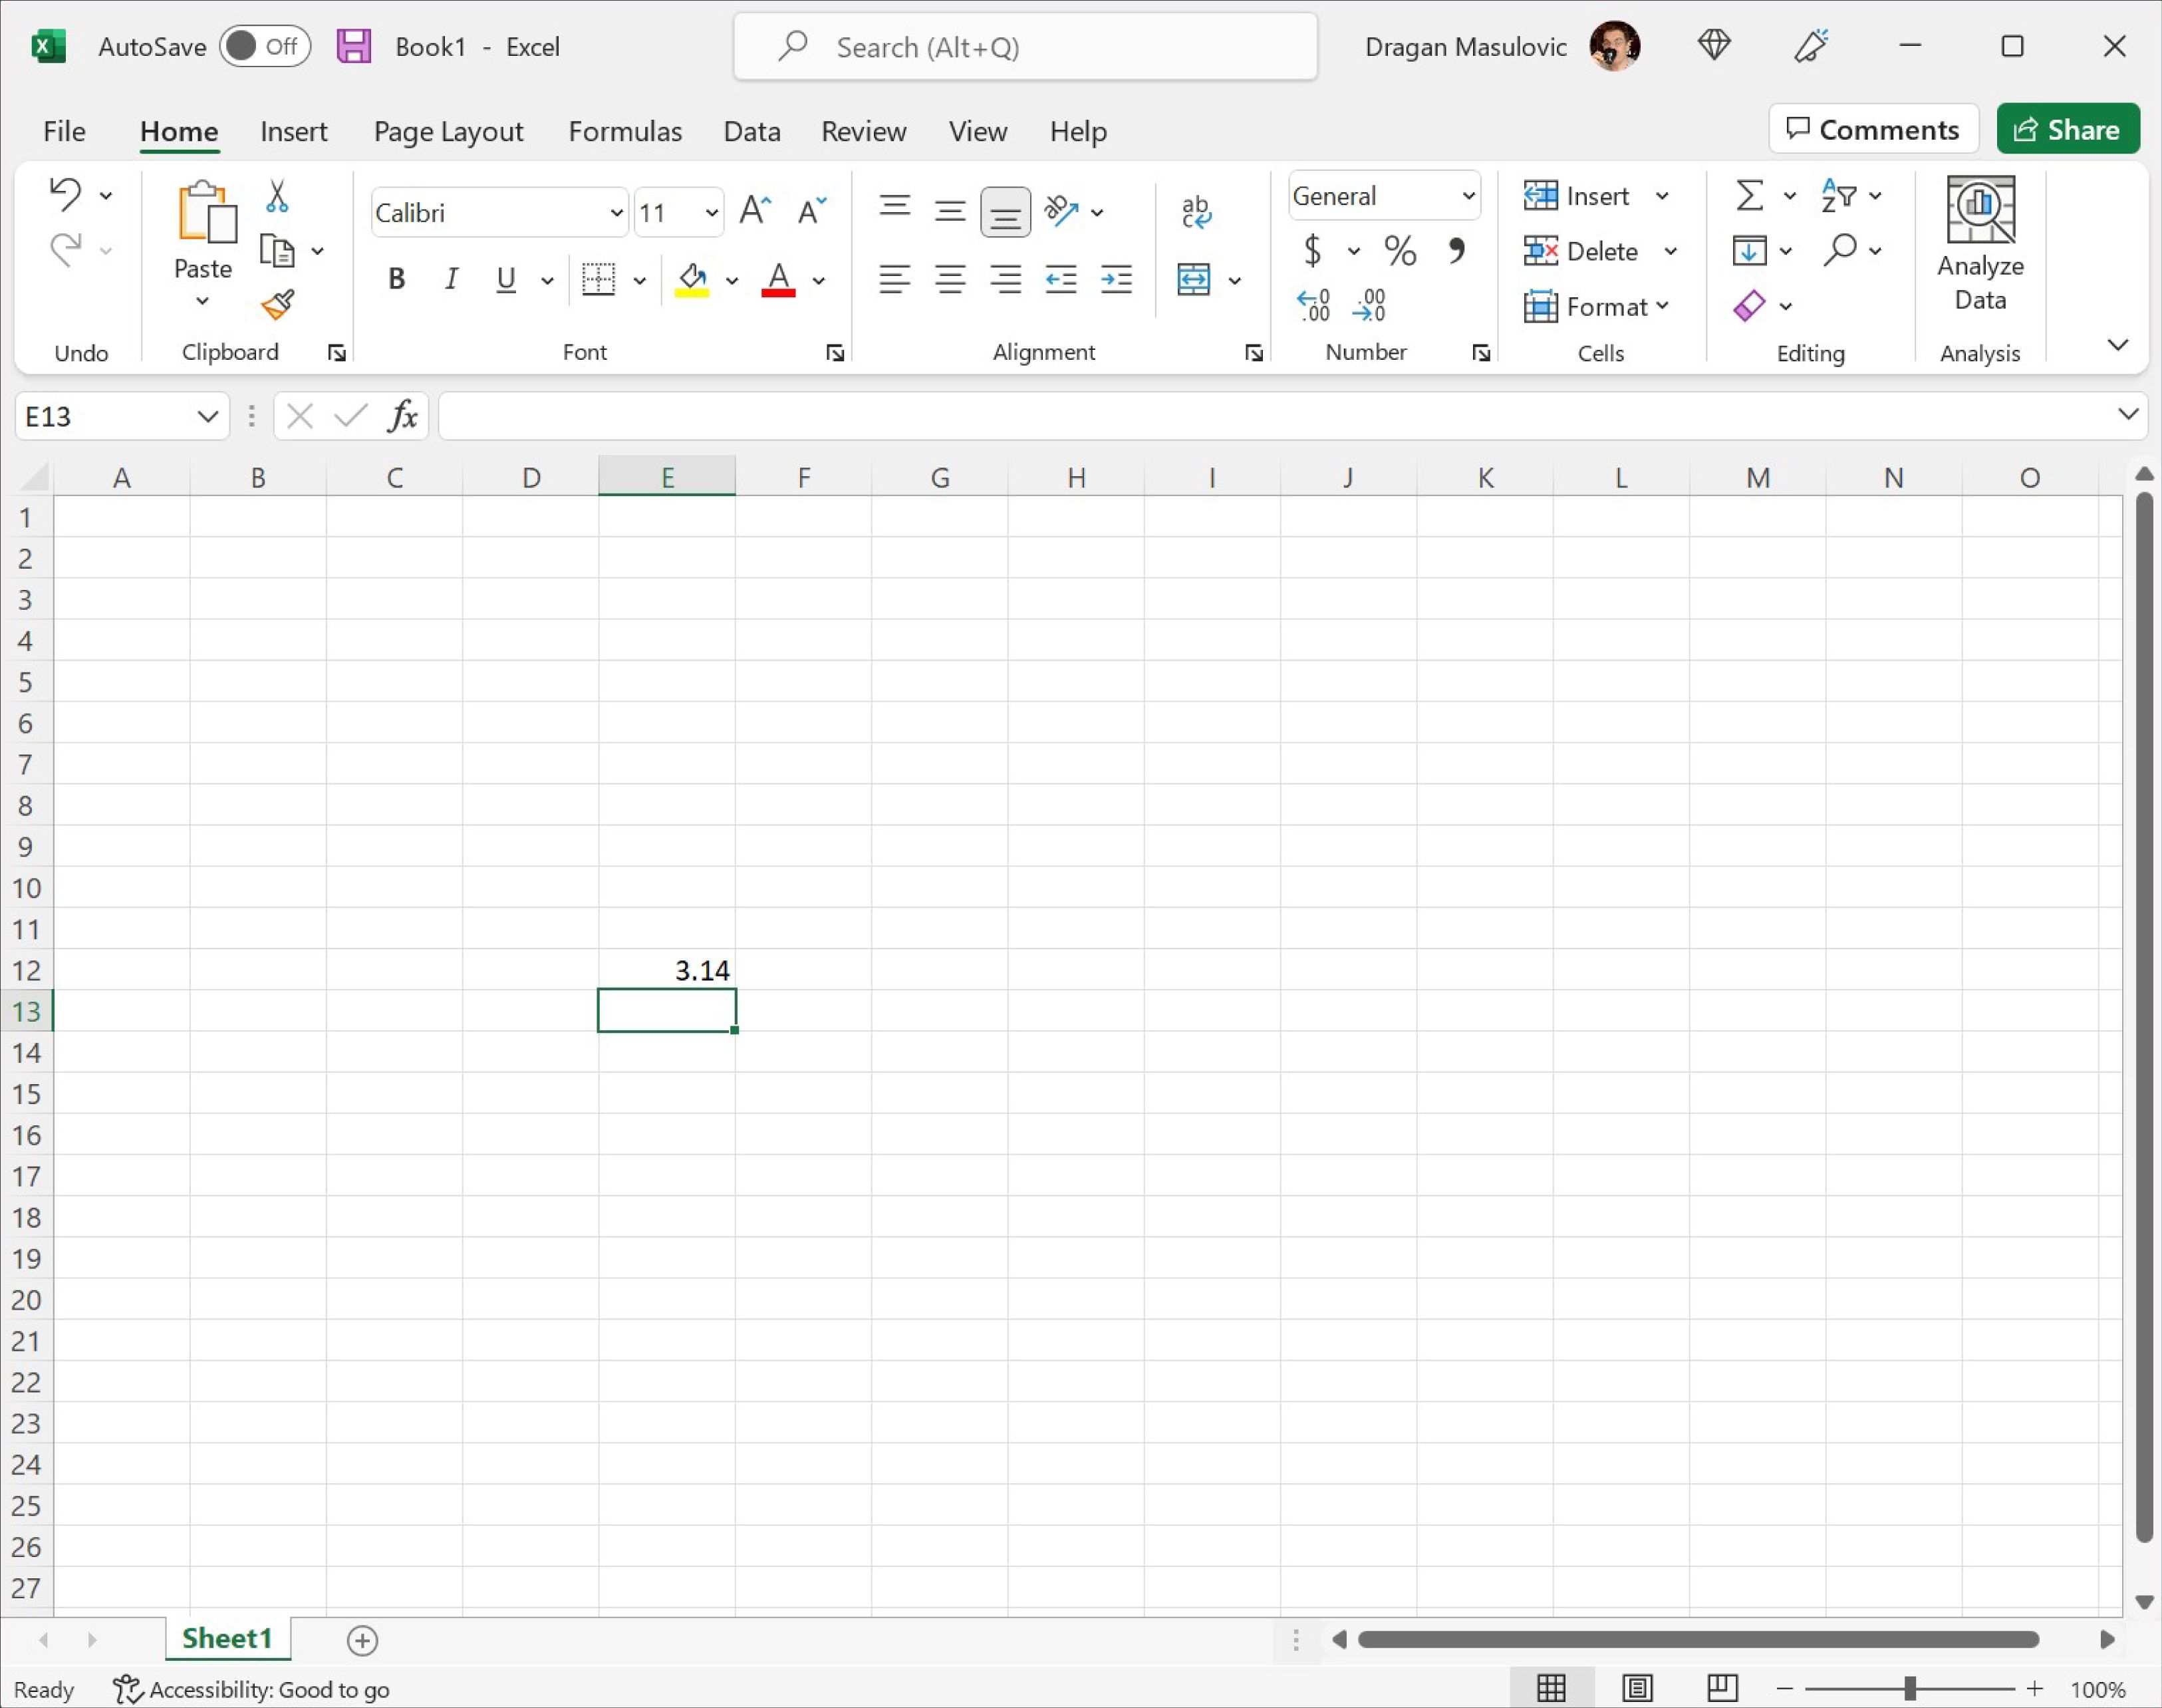 AutoSave Off Book1 - Excel Search (Alt+Q) Dragan Masulovic
File Home Insert Page Layout Formulas Data Review View Help Comments Share
Calibri 11 ab General Insert
Paste B I U A $ % Delete Analyze
Format Data
Undo Clipboard Font Alignment Number Cells Editing Analysis
E13 fx
A B C D E F G H I J K L M N O
1
2
3
4
5
6
7
8
9
10
11
12 3.14
13
14
15
16
17
18
19
20
21
22
23
24
25
26
27
Sheet1
Ready Accessibility: Good to go 100%